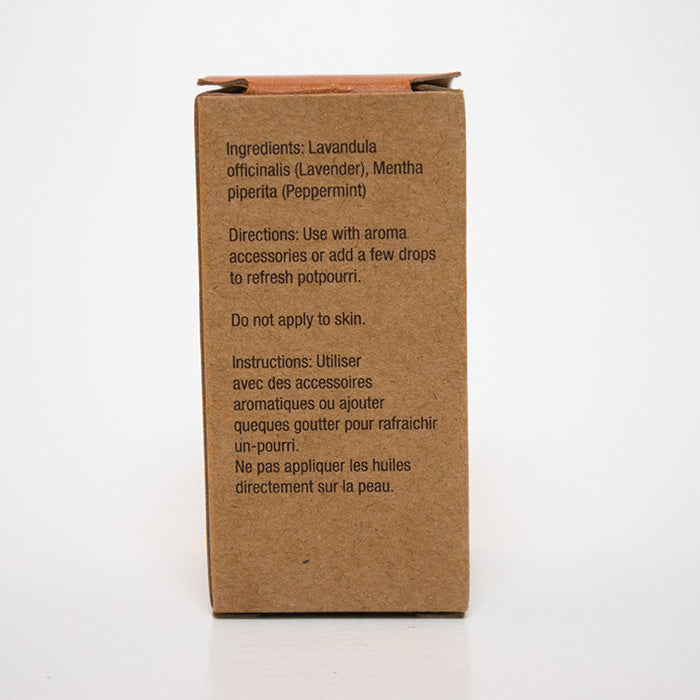 Ingredients: Lavandula
officinalis (Lavender), Mentha
piperita (Peppermint)
Directions: Use with aroma
accessories or add a few drops
to refresh potpourri.
Do not apply to skin.
Instructions: Utiliser
avec des accessoires
aromatiques ou ajouter
queques goutter pour rafraichir
un-pourri.
Ne pas appliquer les huiles
directement sur la peau.